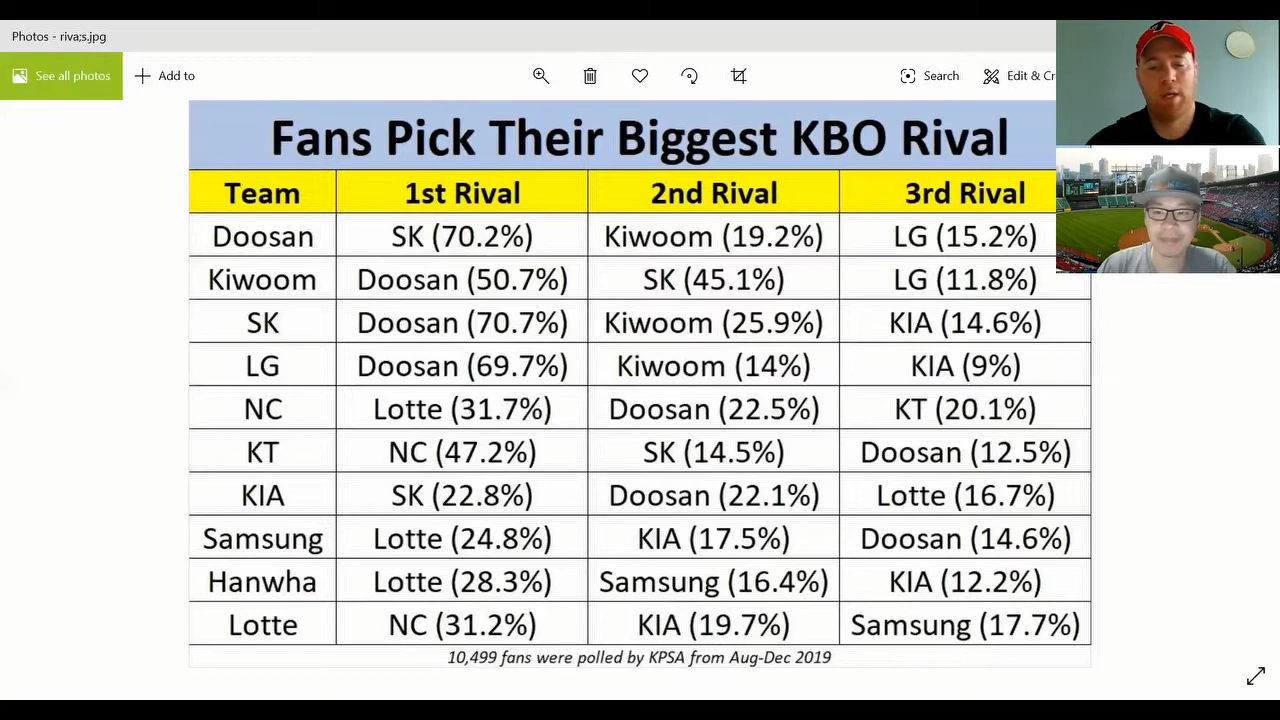 Photos - riva;s.jpg
See all photos
Add to
Search
Edit & Cr
Fans Pick Their Biggest KBO Rival
Team 1st Rival 2nd Rival 3rd Rival
Doosan SK (70.2%) Kiwoom (19.2%) LG (15.2%)
Kiwoom Doosan (50.7%) SK (45.1%) LG (11.8%)
SK Doosan (70.7%) Kiwoom (25.9%) KIA (14.6%)
LG Doosan (69.7%) Kiwoom (14%) KIA (9%)
NC Lotte (31.7%) Doosan (22.5%) KT (20.1%)
KT NC (47.2%) SK (14.5%) Doosan (12.5%)
KIA SK (22.8%) Doosan (22.1%) Lotte (16.7%)
Samsung Lotte (24.8%) KIA (17.5%) Doosan (14.6%)
Hanwha Lotte (28.3%) Samsung (16.4%) KIA (12.2%)
Lotte NC (31.2%) KIA (19.7%) Samsung (17.7%)
10,499 fans were polled by KPSA from Aug-Dec 2019